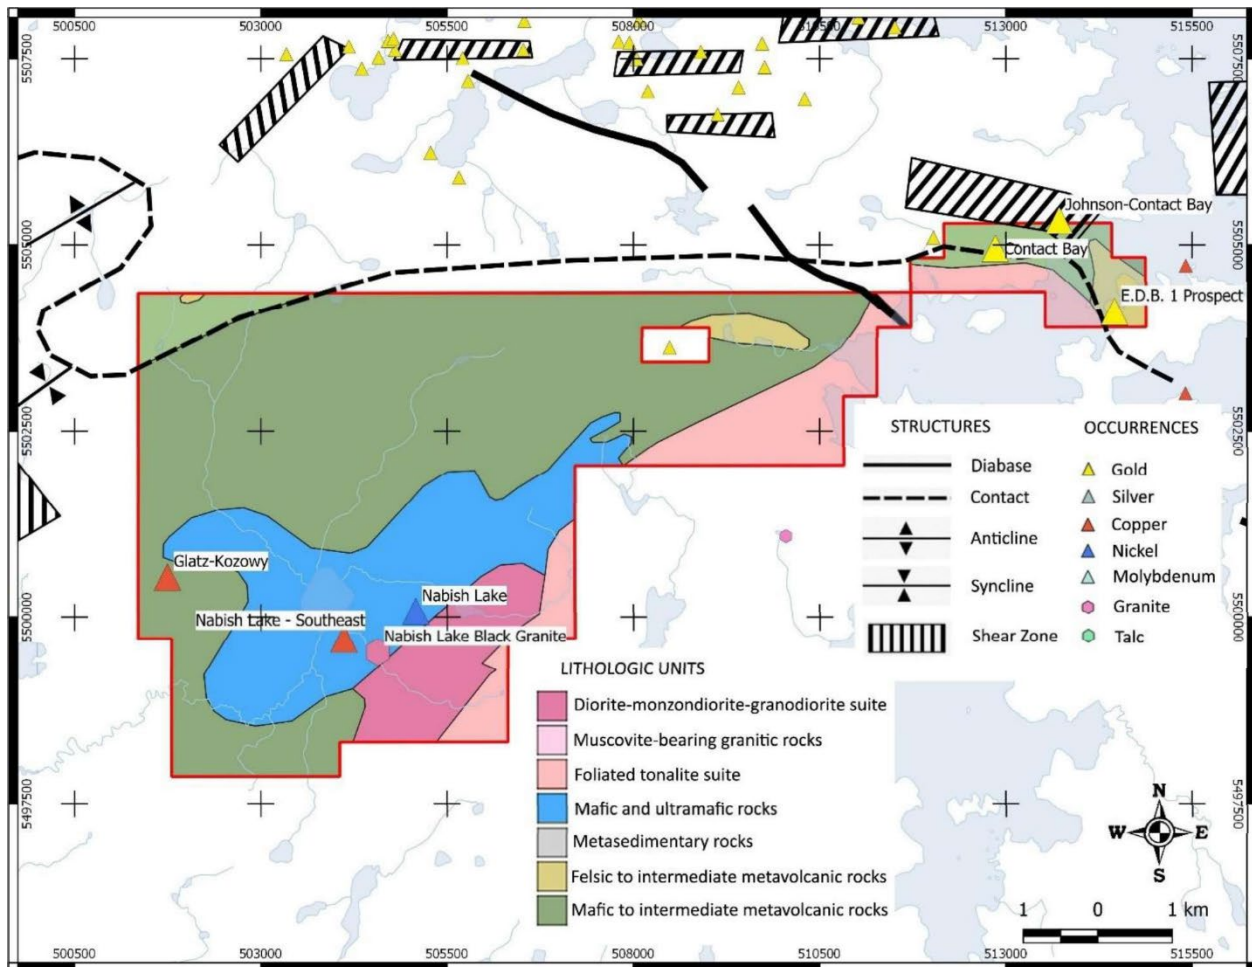 500500 503000 505500 508000 510500 513000 515500
5507500 5507500
Johnson-Contact Bay
5505000 Contact Bay 5505000
E.D.B. 1 Prospect
5502500 5502500
STRUCTURES OCCURRENCES
Diabase Gold
Contact Silver
Copper
Anticline Nickel
Syncline Molybdenum
Granite
Shear Zone Talc
Glatz-Kozowy
Nabish Lake
5500000
Nabish Lake - Southeast
Nabish Lake Black Granite
LITHOLOGIC UNITS
Diorite-monzondiorite-granodiorite suite
Muscovite-bearing granitic rocks
Foliated tonalite suite
Mafic and ultramafic rocks
Metasedimentary rocks
Felsic to intermediate metavolcanic rocks
Mafic to intermediate metavolcanic rocks
5497500 5497500
5500000
N
W E
S
1 0 1 km
500500 503000 505500 508000 510500 513000 515500